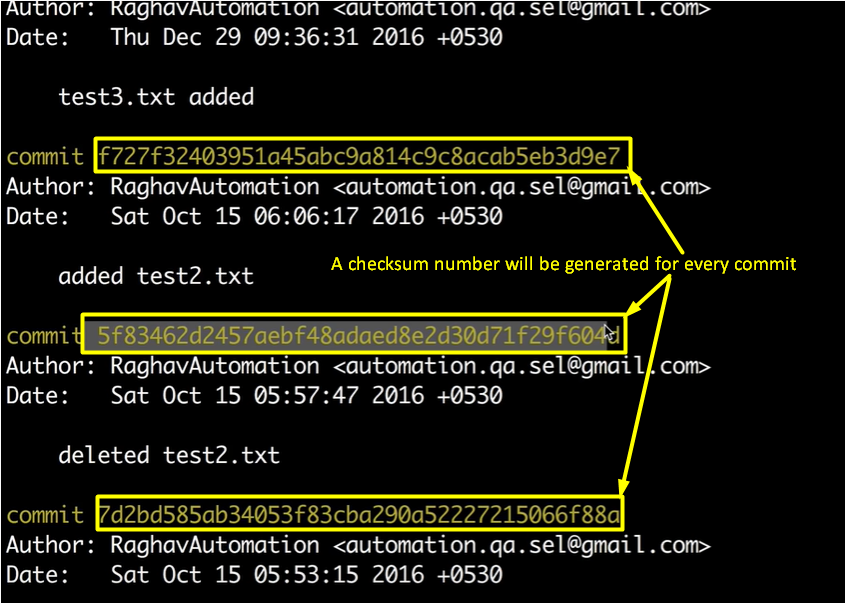 Author: RaghavAutomation <automation.qa.sel@gmail.com>
Date:   Thu Dec 29 09:36:31 2016 +0530
test3.txt added
commit f727f32403951a45abc9a814c9c8acab5eb3d9e7
Author: RaghavAutomation <automation.qa.sel@gmail.com>
Date:   Sat Oct 15 06:06:17 2016 +0530
A checksum number will be generated for every commit
added test2.txt
commit 5f83462d2457aebf48adaed8e2d30d71f29f604d
Author: RaghavAutomation <automation.qa.sel@gmail.com>
Date:   Sat Oct 15 05:57:47 2016 +0530
deleted test2.txt
commit 7d2bd585ab34053f83cba290a52227215066f88a
Author: RaghavAutomation <automation.qa.sel@gmail.com>
Date:   Sat Oct 15 05:53:15 2016 +0530